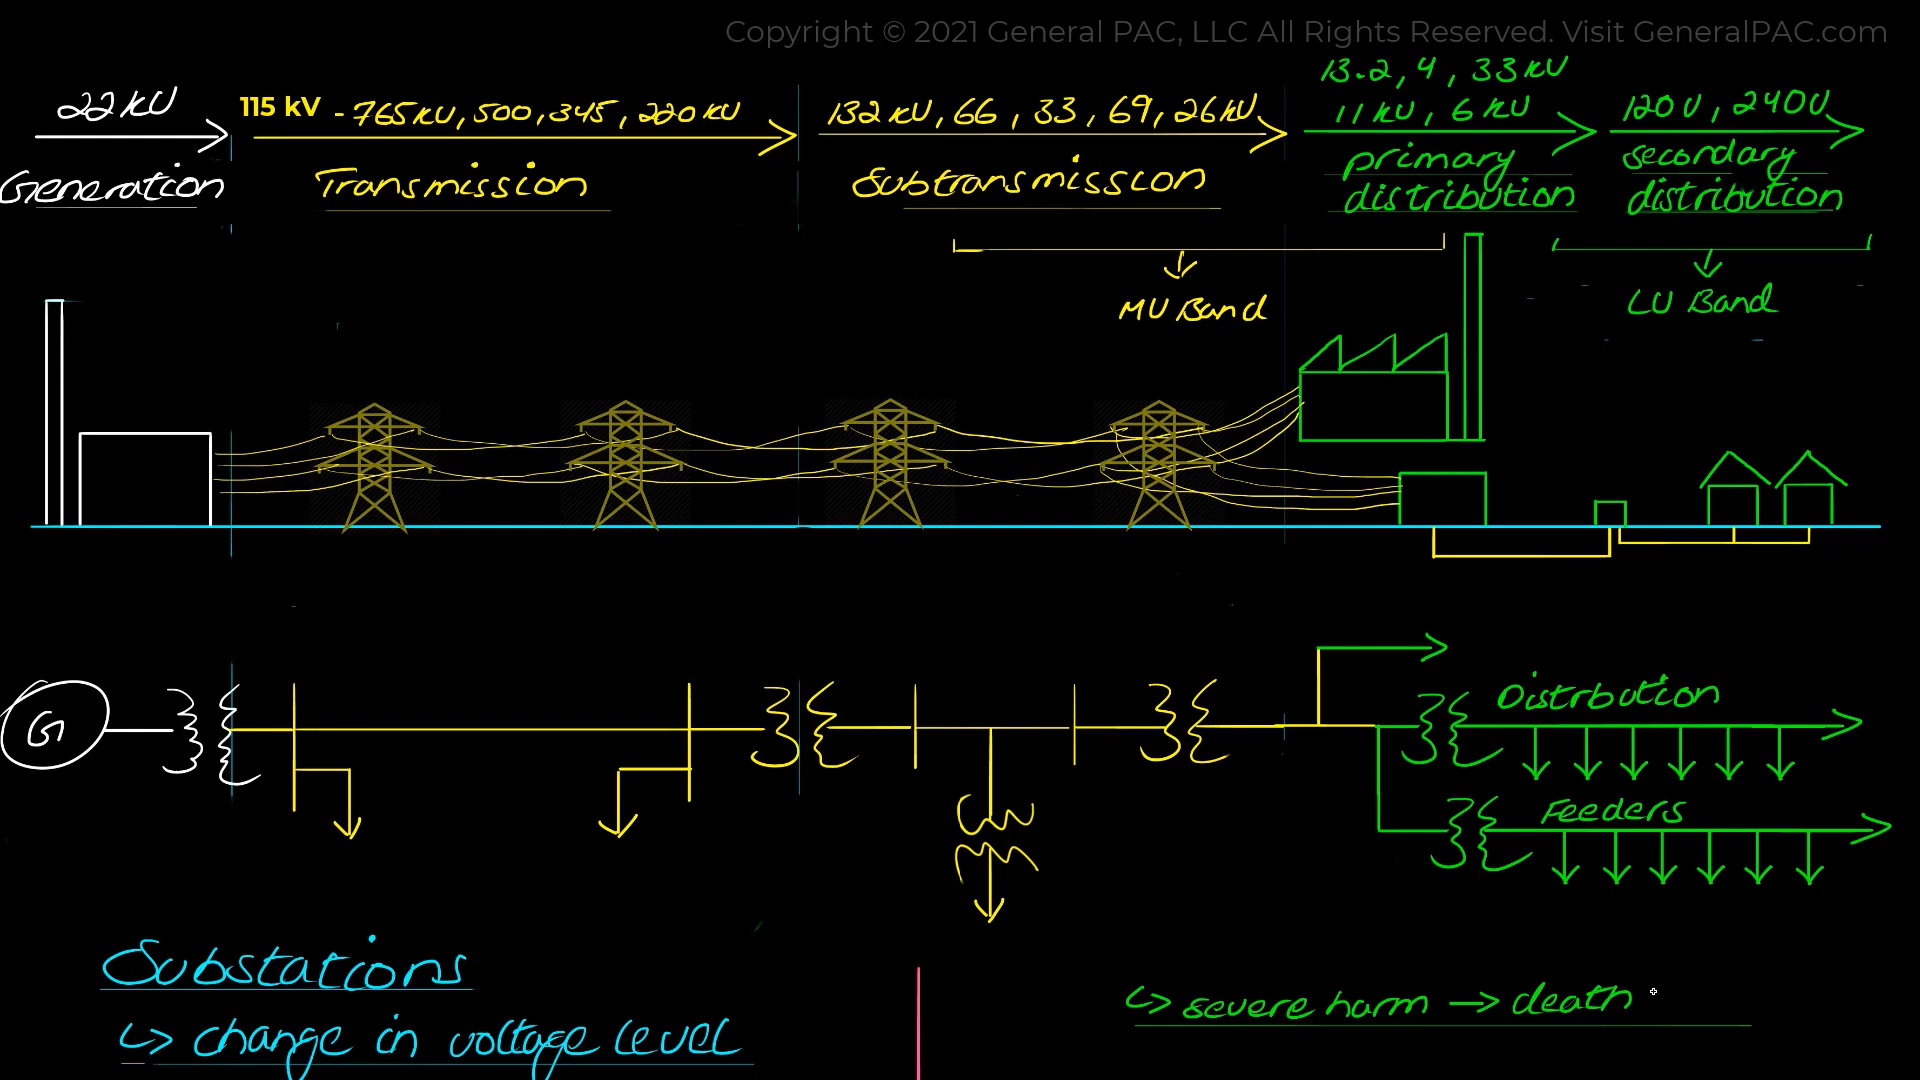 Copyright © 2021 General PAC, LLC All Rights Reserved. Visit GeneralPAC.com
22 kV
115 kV - 765 kV, 500, 345, 220 kV
132 kV, 66, 33, 69, 26 kV
13.2, 4, 33 kV
11 kV, 6 kV
120 V, 240 V
Generation
Transmission
Subtransmission
primary
distribution
secondary
distribution
MV Band
LV Band
G
Distrbution
Feeders
Substations
↳ change in voltage level
↳ severe harm → death